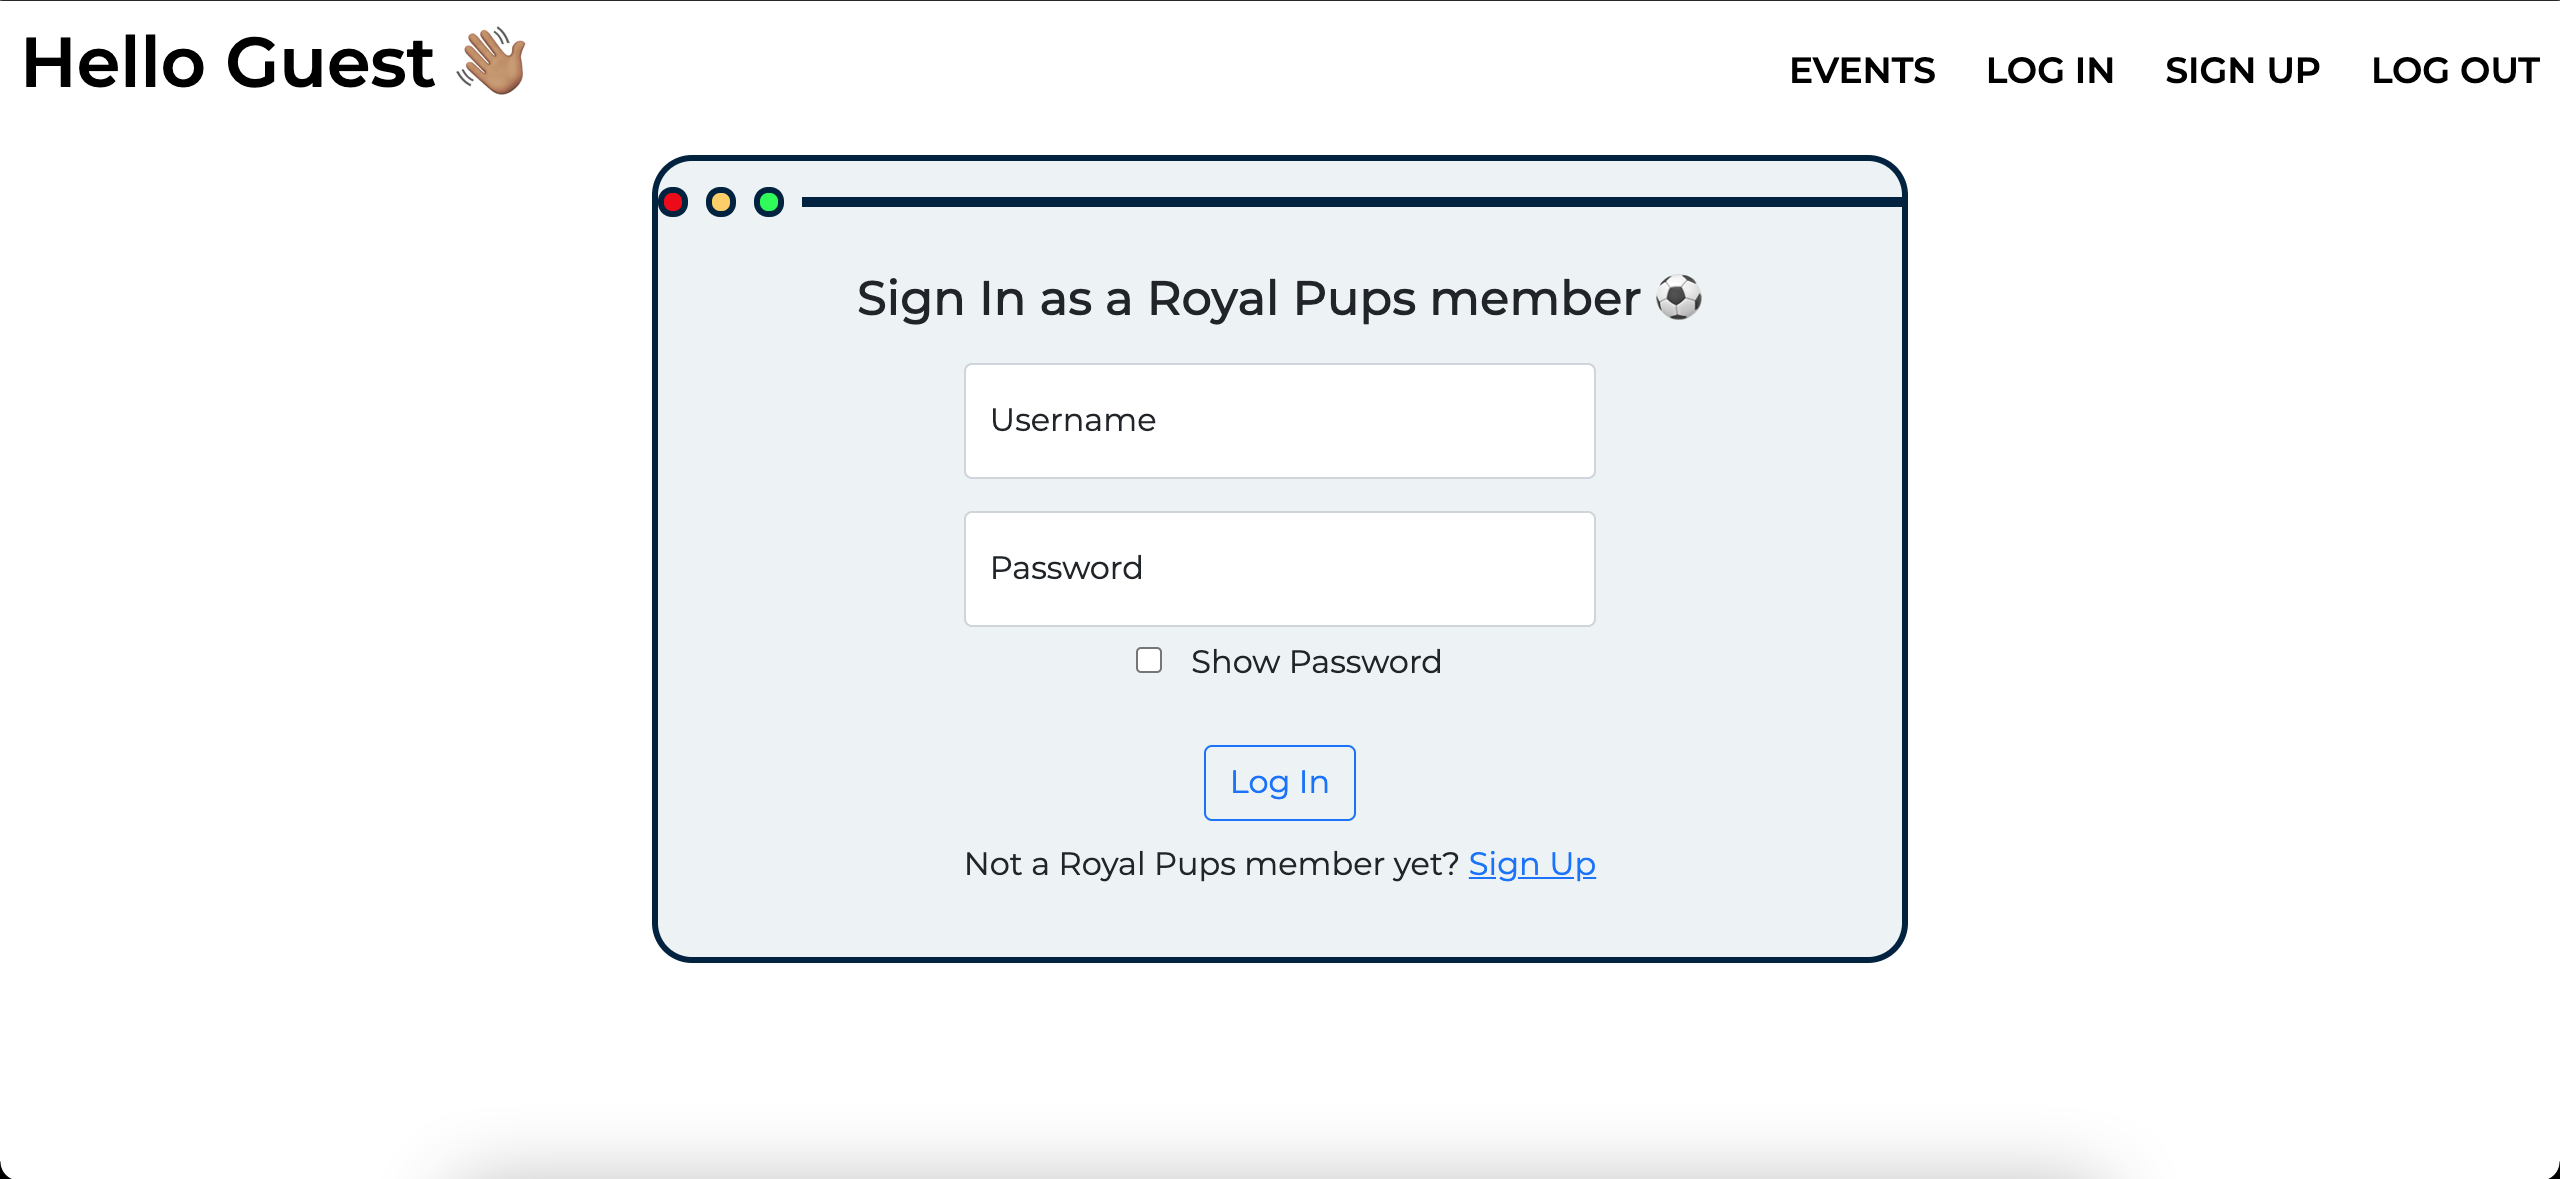 Hello Guest 👋🏽
EVENTS LOG IN SIGN UP LOG OUT
Sign In as a Royal Pups member ⚽
Username
Password
Show Password
Log In
Not a Royal Pups member yet? Sign Up